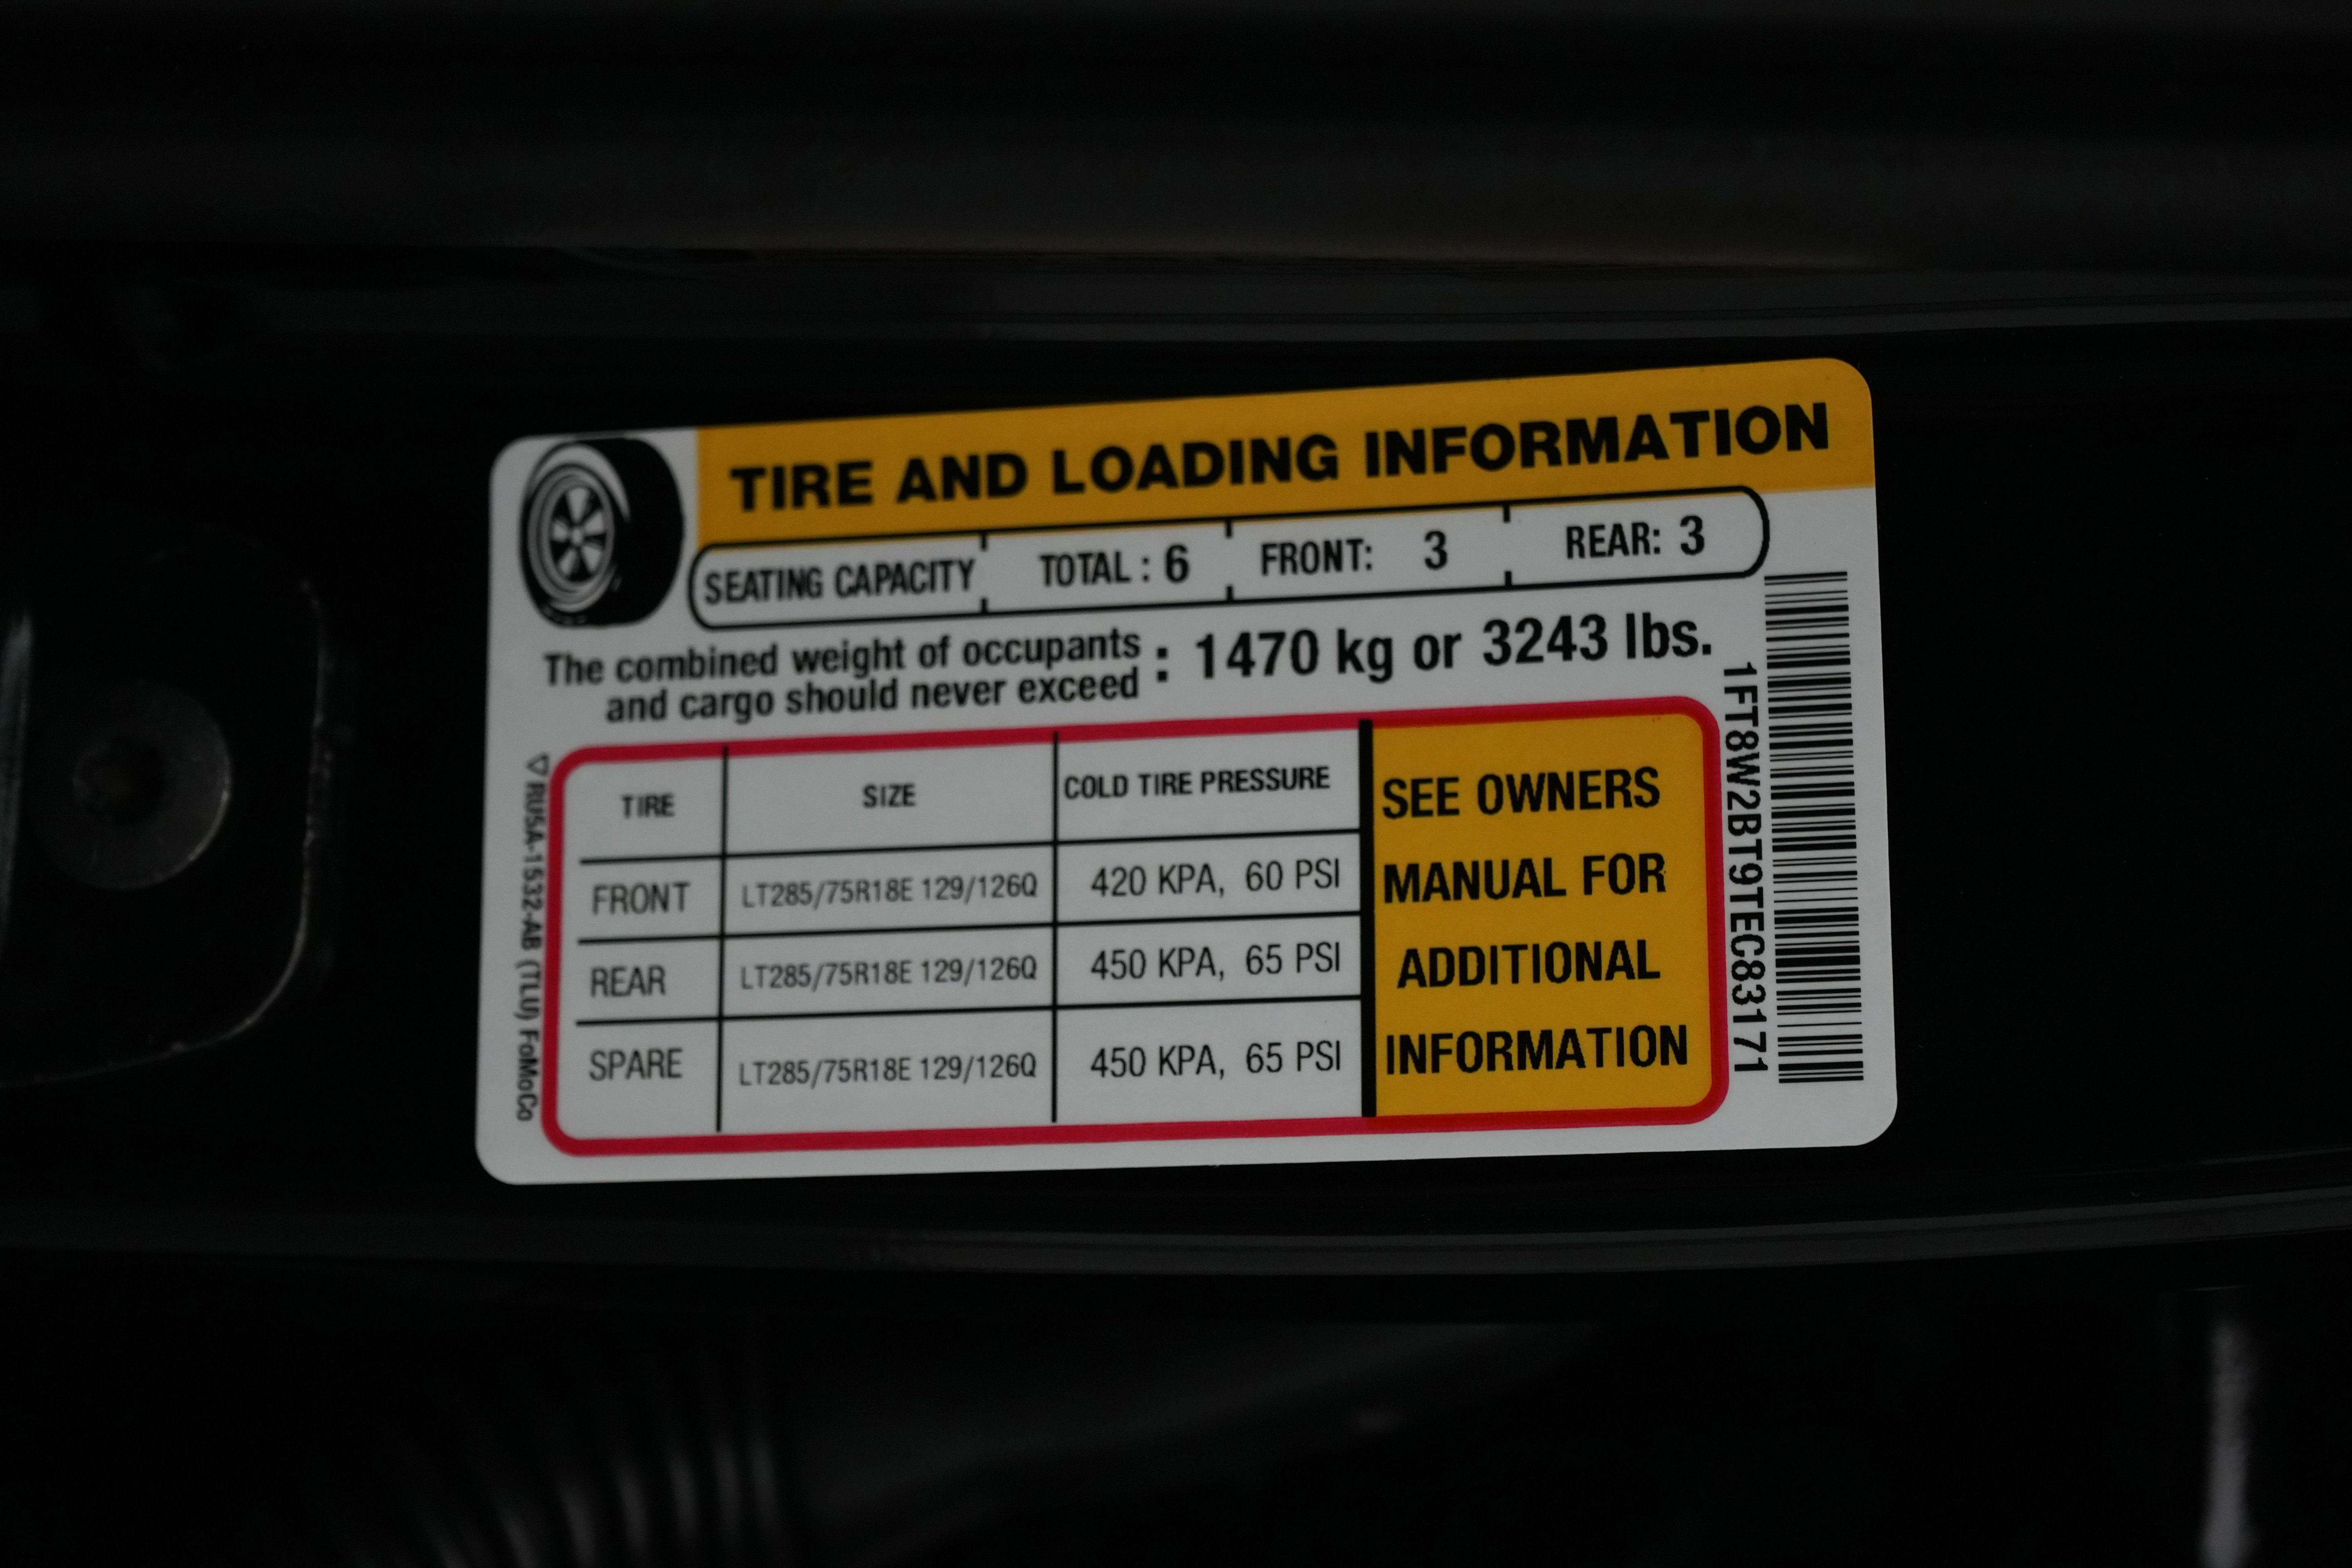 TIRE AND LOADING INFORMATION
SEATING CAPACITY TOTAL : 6 FRONT: 3 REAR: 3
The combined weight of occupants
and cargo should never exceed : 1470 kg or 3243 lbs.
TIRE SIZE COLD TIRE PRESSURE
FRONT LT285/75R18E 129/126Q 420 KPA, 60 PSI
REAR LT285/75R18E 129/126Q 450 KPA, 65 PSI
SPARE LT285/75R18E 129/126Q 450 KPA, 65 PSI
SEE OWNERS
MANUAL FOR
ADDITIONAL
INFORMATION
1FT8W2BT9TEC83171
RU5A-1532-AB (TLU) FoMoCo